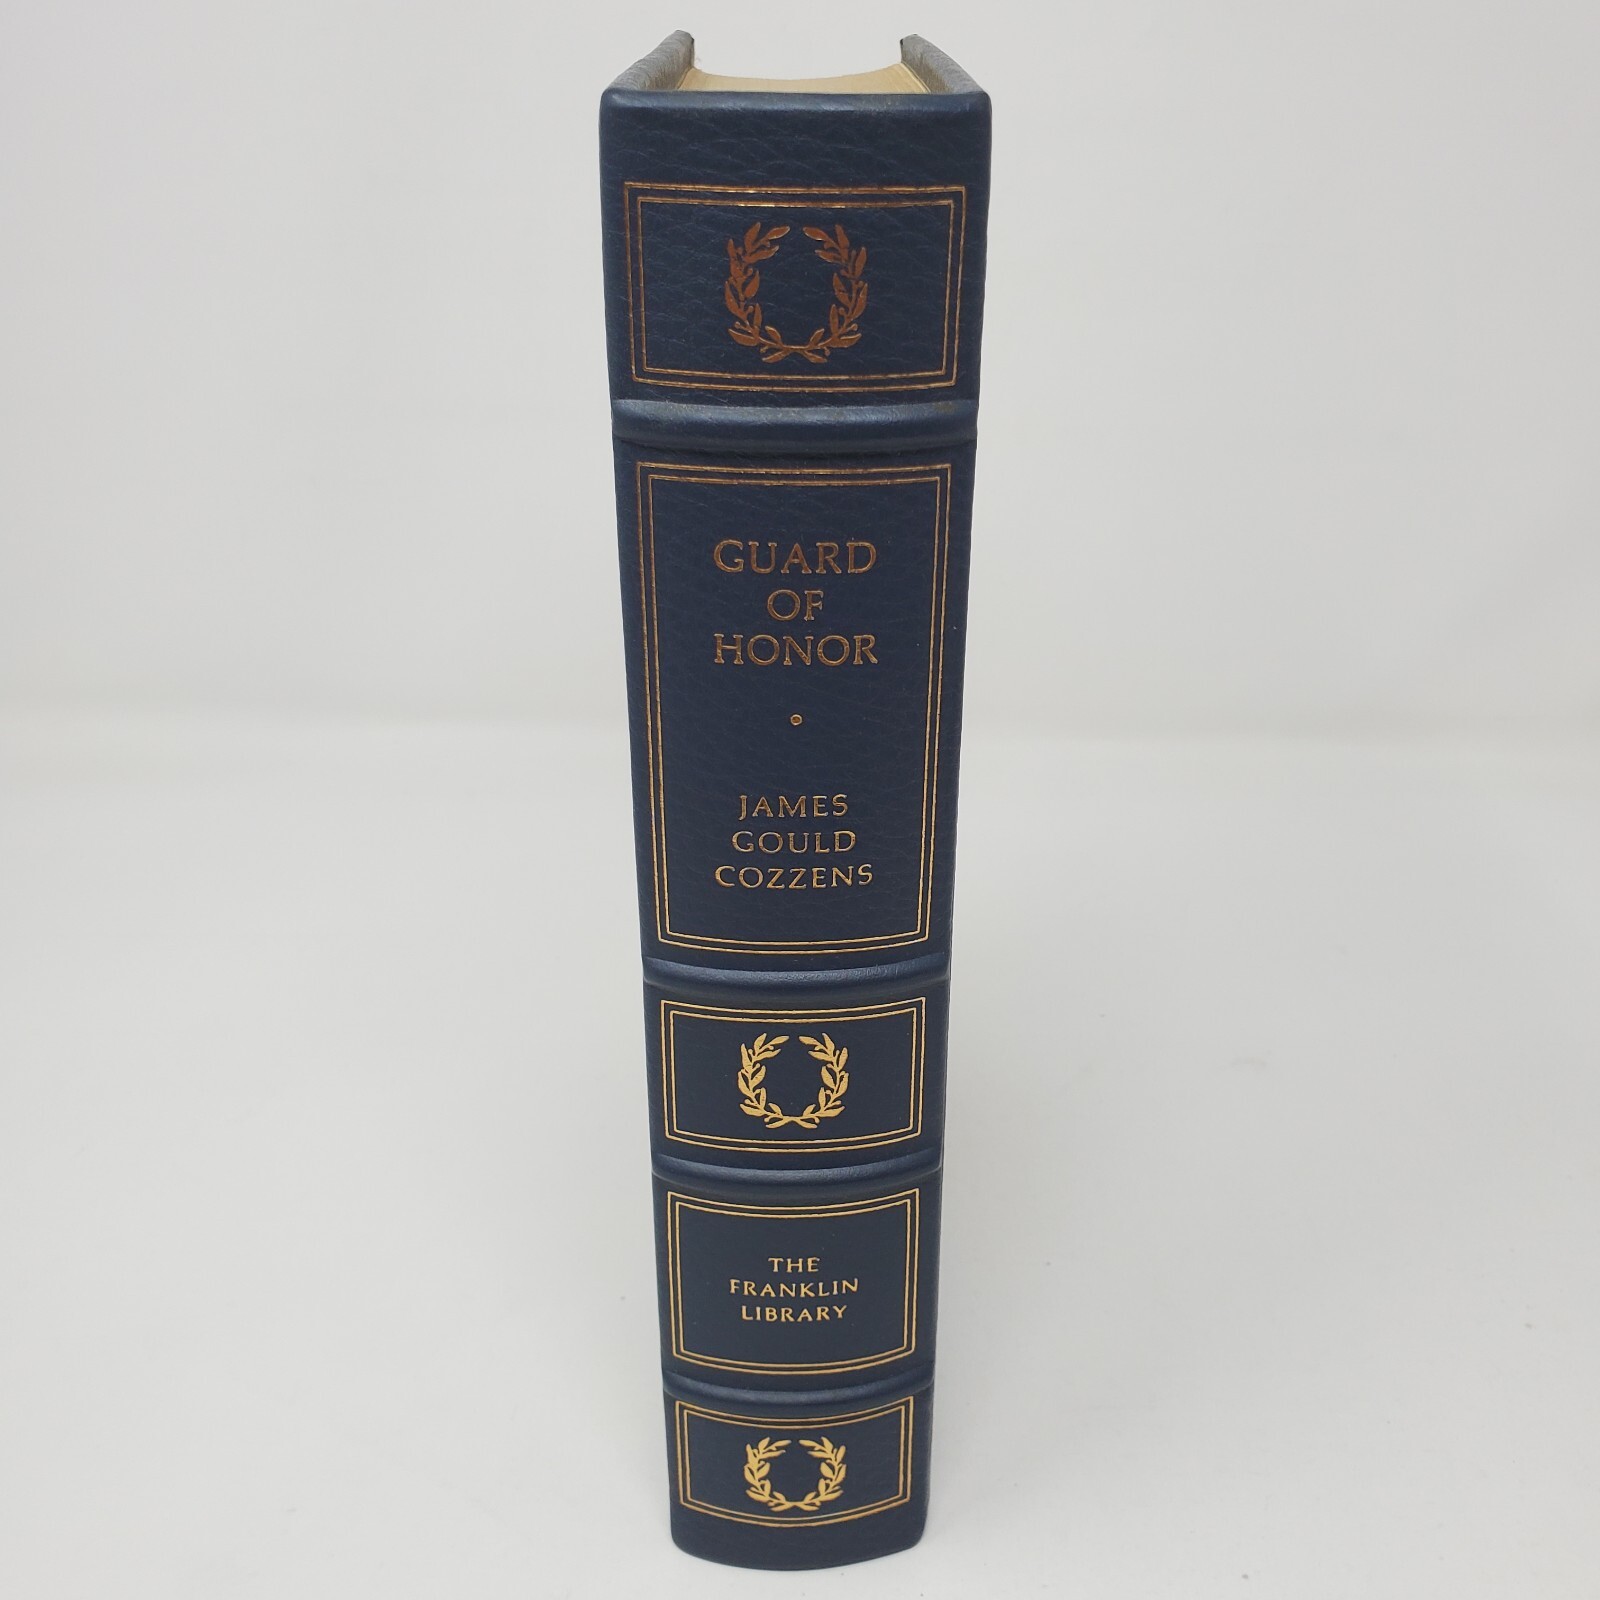 GUARD
OF
HONOR
JAMES
GOULD
COZZENS
THE
FRANKLIN
LIBRARY